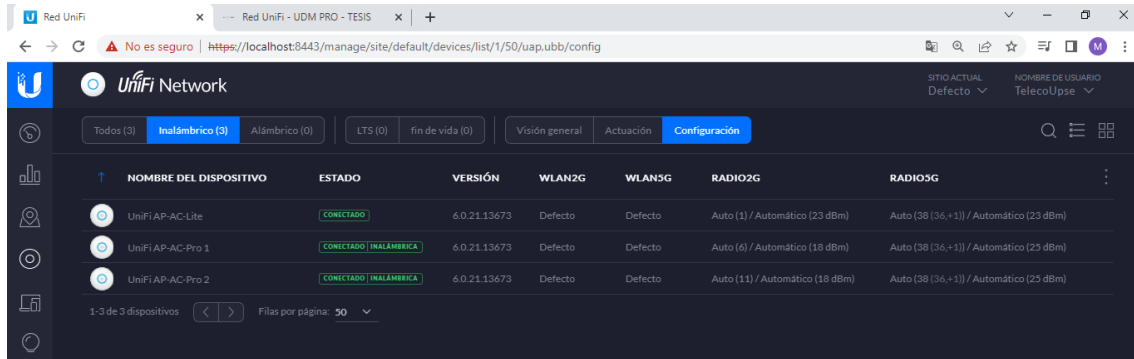 Red UniFi
Red UniFi - UDM PRO - TESIS
No es seguro | https://localhost:8443/manage/site/default/devices/list/1/50/uap.ubb/config
M
UniFi Network
SITIO ACTUAL
Defecto
NOMBRE DE USUARIO
TelecoUpse
Todos (3) Inalámbrico (3) Alámbrico (0) LTS (0) fin de vida (0) Visión general Actuación Configuración
NOMBRE DEL DISPOSITIVO ESTADO VERSIÓN WLAN2G WLAN5G RADIO2G RADIO5G
UniFi AP-AC-Lite CONECTADO 6.0.21.13673 Defecto Defecto Auto (1) / Automático (23 dBm) Auto (38 (36,+1)) / Automático (23 dBm)
UniFi AP-AC-Pro 1 CONECTADO INALÁMBRICA 6.0.21.13673 Defecto Defecto Auto (6) / Automático (18 dBm) Auto (38 (36,+1)) / Automático (25 dBm)
UniFi AP-AC-Pro 2 CONECTADO INALÁMBRICA 6.0.21.13673 Defecto Defecto Auto (11) / Automático (18 dBm) Auto (38 (36,+1)) / Automático (25 dBm)
1-3 de 3 dispositivos Filas por página: 50